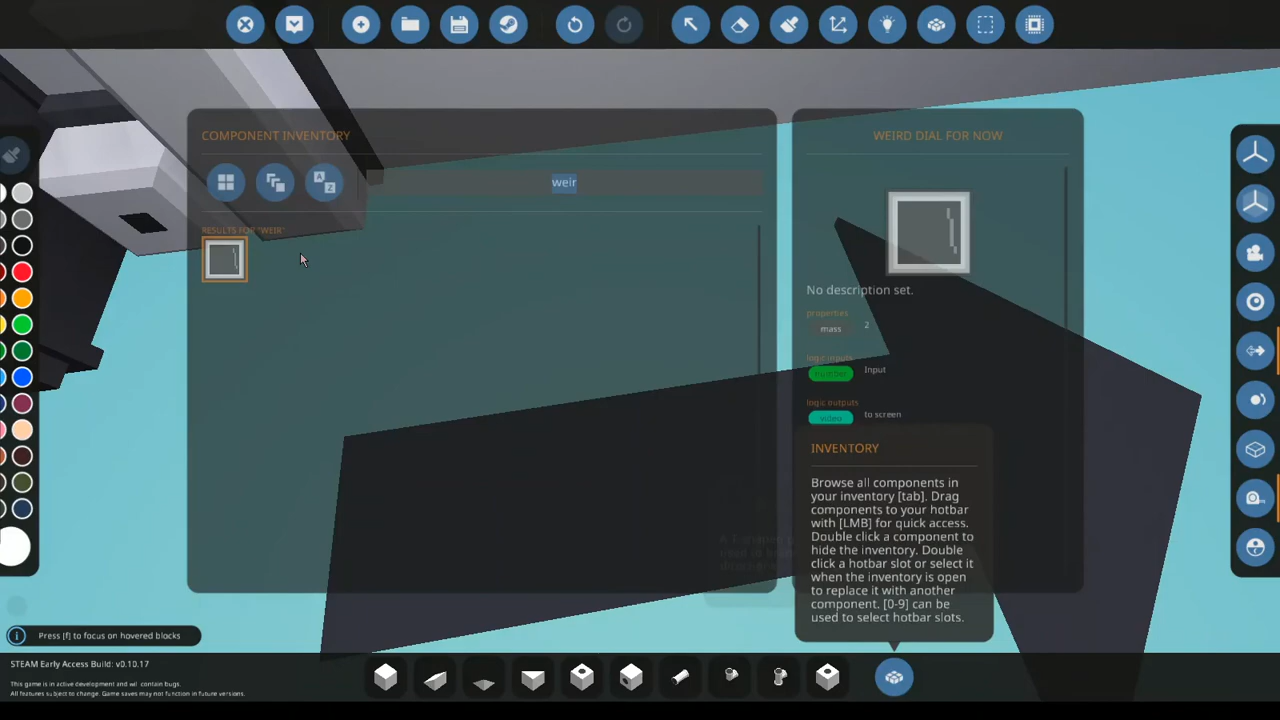 COMPONENT INVENTORY
A
Z
weir
RESULTS FOR "WEIR"
WEIRD DIAL FOR NOW
No description set.
properties
mass 2
logic inputs
number Input
logic outputs
video to screen
INVENTORY
Browse all components in
your inventory [tab]. Drag
components to your hotbar
with [LMB] for quick access.
Double click a component to
hide the inventory. Double
click a hotbar slot or select it
when the inventory is open
to replace it with another
component. [0-9] can be
used to select hotbar slots.
Press [f] to focus on hovered blocks
STEAM Early Access Build: v0.10.17
This game is in active development and will contain bugs.
All features subject to change. Game saves may not function in future versions.